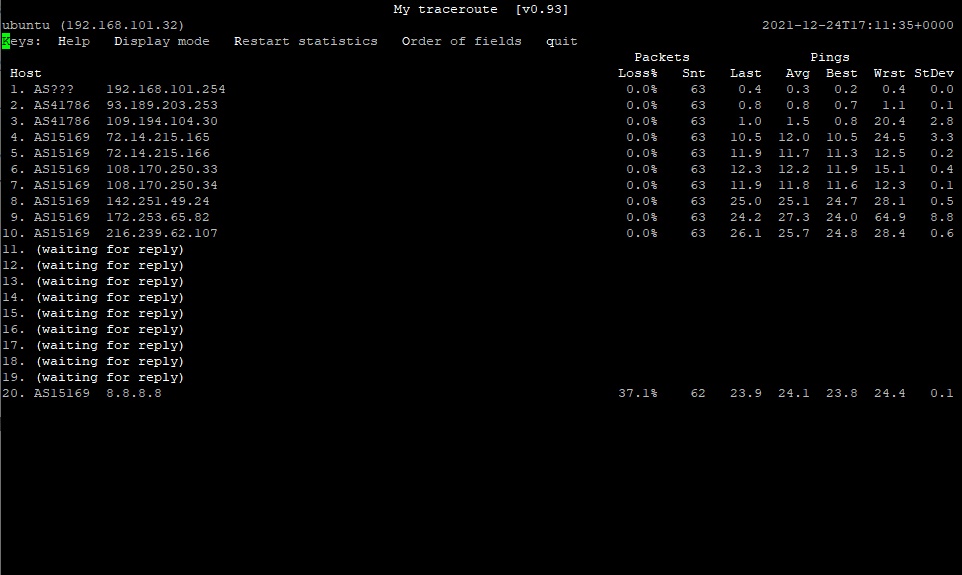 My traceroute [v0.93]
ubuntu (192.168.101.32) 2021-12-24T17:11:35+0000
Keys: Help Display mode Restart statistics Order of fields quit
Packets Pings
Host Loss% Snt Last Avg Best Wrst StDev
1. AS??? 192.168.101.254 0.0% 63 0.4 0.3 0.2 0.4 0.0
2. AS41786 93.189.203.253 0.0% 63 0.8 0.8 0.7 1.1 0.1
3. AS41786 109.194.104.30 0.0% 63 1.0 1.5 0.8 20.4 2.8
4. AS15169 72.14.215.165 0.0% 63 10.5 12.0 10.5 24.5 3.3
5. AS15169 72.14.215.166 0.0% 63 11.9 11.7 11.3 12.5 0.2
6. AS15169 108.170.250.33 0.0% 63 12.3 12.2 11.9 15.1 0.4
7. AS15169 108.170.250.34 0.0% 63 11.9 11.8 11.6 12.3 0.1
8. AS15169 142.251.49.24 0.0% 63 25.0 25.1 24.7 28.1 0.5
9. AS15169 172.253.65.82 0.0% 63 24.2 27.3 24.0 64.9 8.8
10. AS15169 216.239.62.107 0.0% 63 26.1 25.7 24.8 28.4 0.6
11. (waiting for reply)
12. (waiting for reply)
13. (waiting for reply)
14. (waiting for reply)
15. (waiting for reply)
16. (waiting for reply)
17. (waiting for reply)
18. (waiting for reply)
19. (waiting for reply)
20. AS15169 8.8.8.8 37.1% 62 23.9 24.1 23.8 24.4 0.1